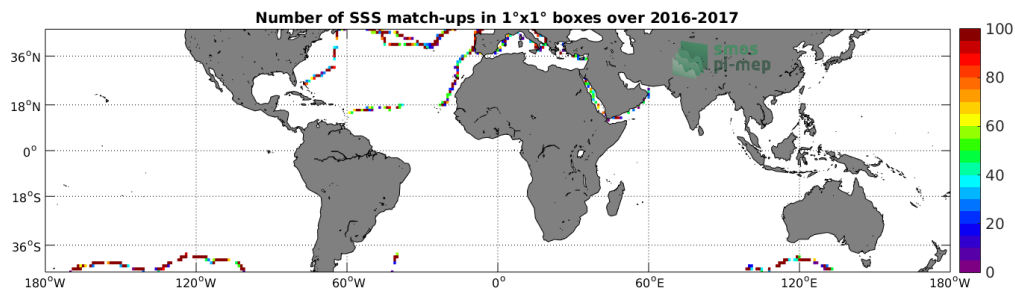 Number of SSS match-ups in 1°x1° boxes over 2016-2017
smos
pi-mep
36°N
18°N
0°
18°S
36°S
180°W 120°W 60°W 0° 60°E 120°E 180°W
100
80
60
40
20
0